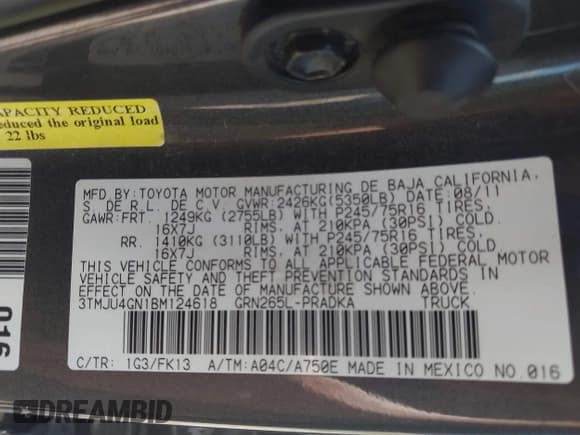 APACITY REDUCED
educed the original load
22 lbs
MFD. BY: TOYOTA MOTOR MANUFACTURING DE BAJA CALIFORNIA,
S. DE R.L. DE C.V. GVWR: 2426KG(5350LB) DATE: 08/11
GAWR:FRT. 1249KG (2755LB) WITH P245/75R16 TIRES,
16X7J RIMS, AT 210KPA (30PSI) COLD.
RR. 1410KG (3110LB) WITH P245/75R16 TIRES,
16X7J RIMS, AT 210KPA (30PSI) COLD.
THIS VEHICLE CONFORMS TO ALL APPLICABLE FEDERAL MOTOR
VEHICLE SAFETY AND THEFT PREVENTION STANDARDS IN
EFFECT ON THE DATE OF MANUFACTURE SHOWN ABOVE.
3TMJU4GN1BM124618 GRN265L-PRADKA TRUCK
C/TR: 1G3/FK13 A/TM:A04C/A750E MADE IN MEXICO NO.016
016
DREAMBID